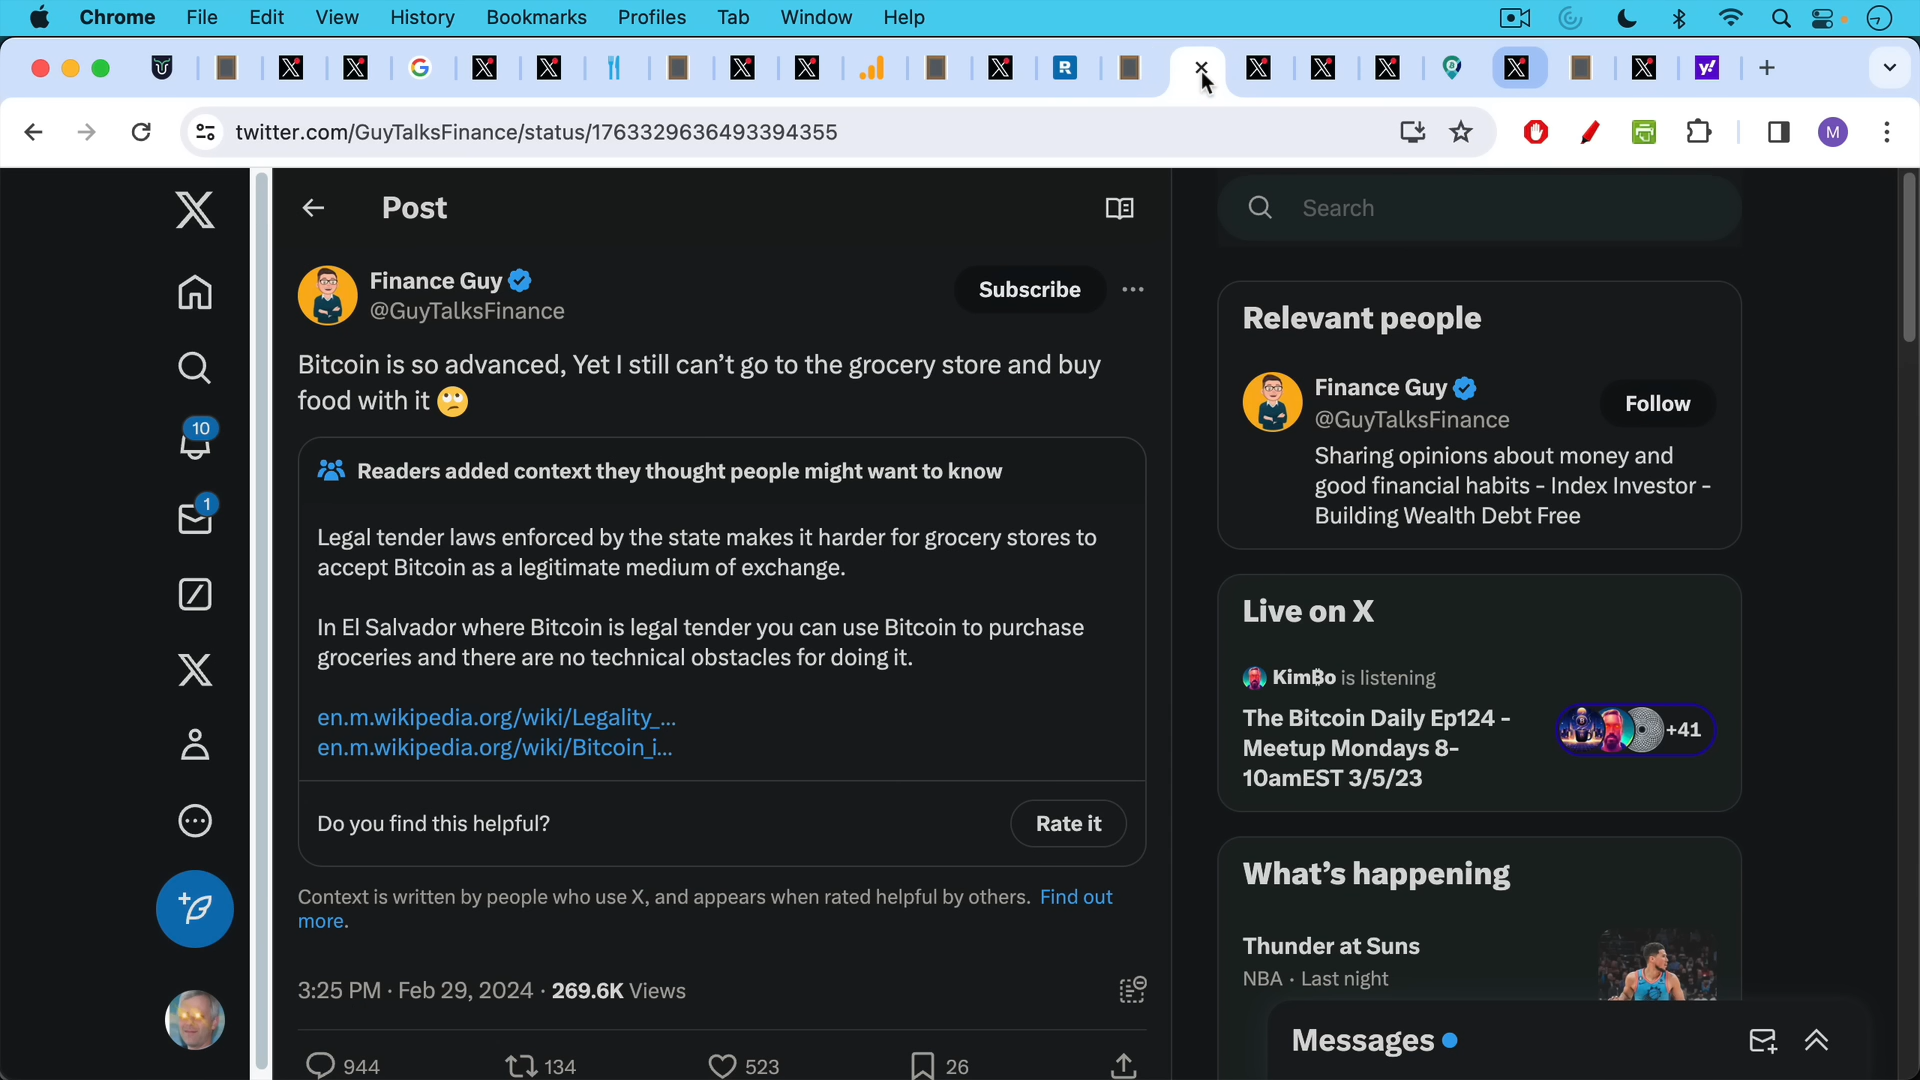 Chrome File Edit View History Bookmarks Profiles Tab Window Help
twitter.com/GuyTalksFinance/status/1763329636493394355
M
Post
Search
Finance Guy
@GuyTalksFinance
Subscribe
Bitcoin is so advanced, Yet I still can’t go to the grocery store and buy
food with it 🙄
Readers added context they thought people might want to know
Legal tender laws enforced by the state makes it harder for grocery stores to
accept Bitcoin as a legitimate medium of exchange.
In El Salvador where Bitcoin is legal tender you can use Bitcoin to purchase
groceries and there are no technical obstacles for doing it.
en.m.wikipedia.org/wiki/Legality_...
en.m.wikipedia.org/wiki/Bitcoin_i...
Do you find this helpful?
Rate it
Context is written by people who use X, and appears when rated helpful by others. Find out
more.
3:25 PM · Feb 29, 2024 · 269.6K Views
944 134 523 26
10
1
Relevant people
Finance Guy
@GuyTalksFinance
Follow
Sharing opinions about money and
good financial habits - Index Investor -
Building Wealth Debt Free
Live on X
Kim₿o is listening
The Bitcoin Daily Ep124 -
Meetup Mondays 8-
10amEST 3/5/23
+41
What’s happening
Thunder at Suns
NBA · Last night
Messages